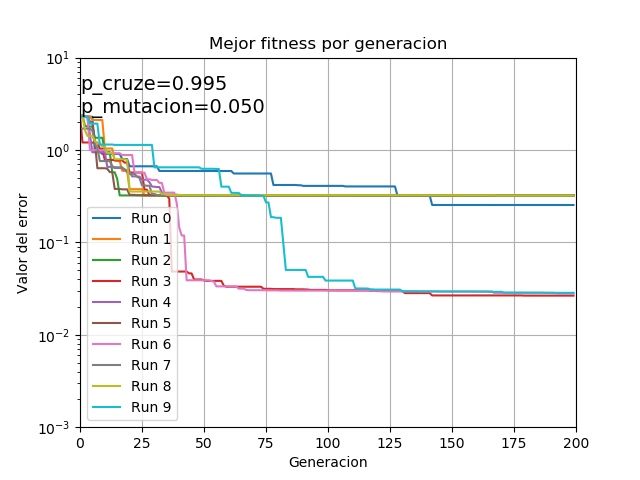 Mejor fitness por generacion
p_cruze=0.995
p_mutacion=0.050
Valor del error
10^1
10^0
10^-1
10^-2
10^-3
Run 0
Run 1
Run 2
Run 3
Run 4
Run 5
Run 6
Run 7
Run 8
Run 9
0 25 50 75 100 125 150 175 200
Generacion